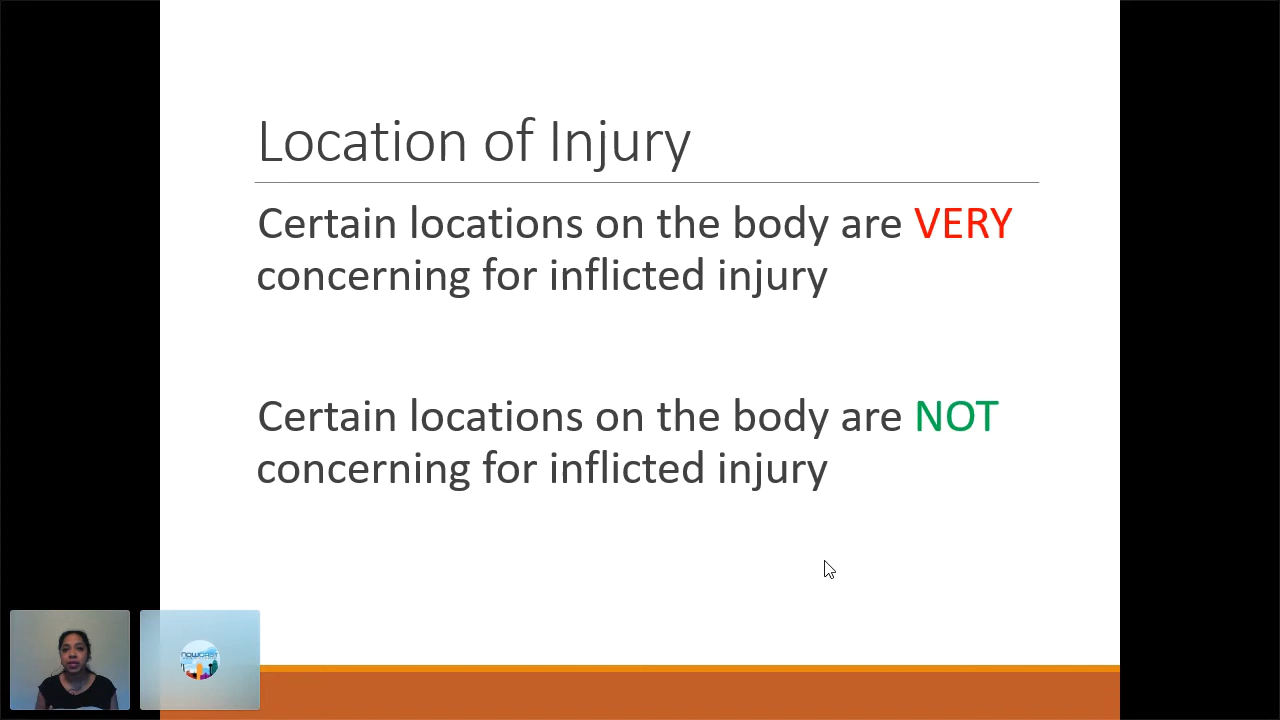 Location of Injury
Certain locations on the body are VERY
concerning for inflicted injury
Certain locations on the body are NOT
concerning for inflicted injury
NOWCAST